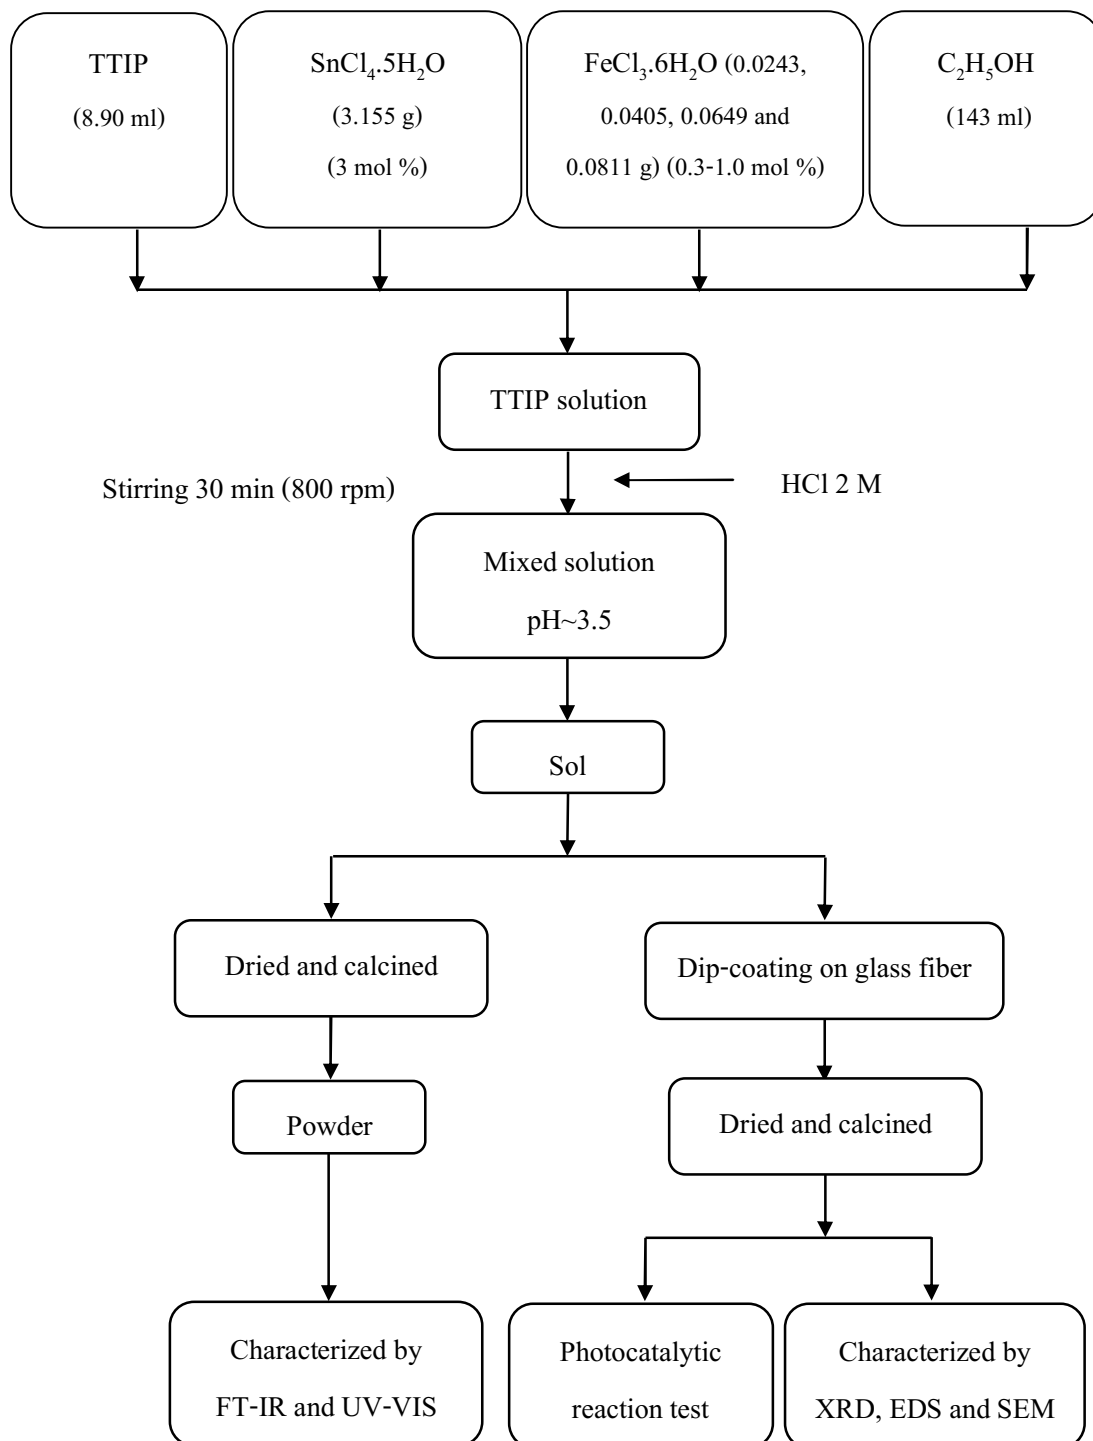 TTIP
(8.90 ml)
SnCl₄.5H₂O
(3.155 g)
(3 mol %)
FeCl₃.6H₂O (0.0243,
0.0405, 0.0649 and
0.0811 g) (0.3-1.0 mol %)
C₂H₅OH
(143 ml)
TTIP solution
Stirring 30 min (800 rpm)
HCl 2 M
Mixed solution
pH~3.5
Sol
Dried and calcined
Dip-coating on glass fiber
Powder
Dried and calcined
Characterized by
FT-IR and UV-VIS
Photocatalytic
reaction test
Characterized by
XRD, EDS and SEM